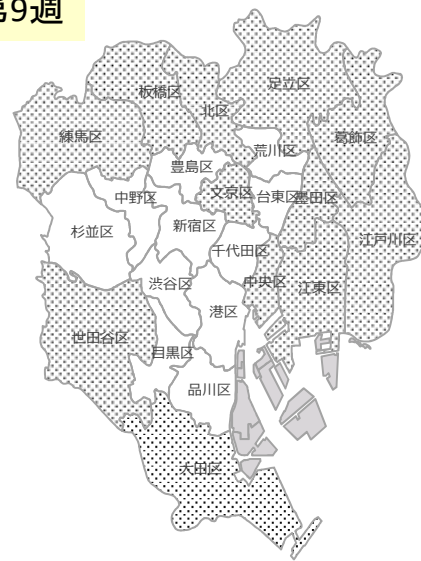 第9週
足立区
板橋区
北区
葛飾区
練馬区
荒川区
豊島区
文京区
台東区
墨田区
中野区
新宿区
杉並区
千代田区
江戸川区
渋谷区
中央区
江東区
港区
世田谷区
目黒区
品川区
大田区